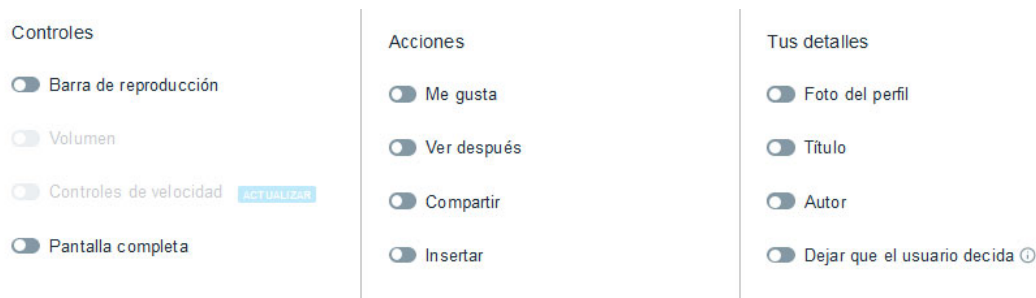 Controles
Barra de reproducción
Volumen
Controles de velocidad ACTUALIZAR
Pantalla completa
Acciones
Me gusta
Ver después
Compartir
Insertar
Tus detalles
Foto del perfil
Título
Autor
Dejar que el usuario decida